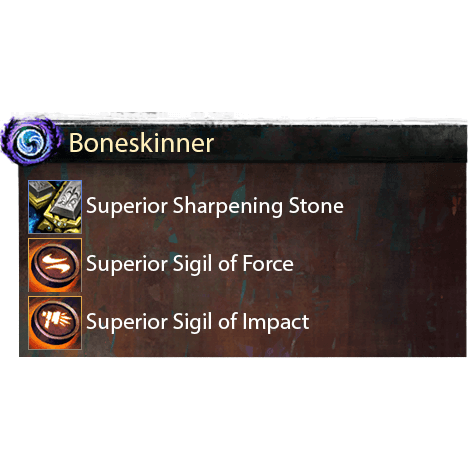 Boneskinner
Superior Sharpening Stone
Superior Sigil of Force
Superior Sigil of Impact